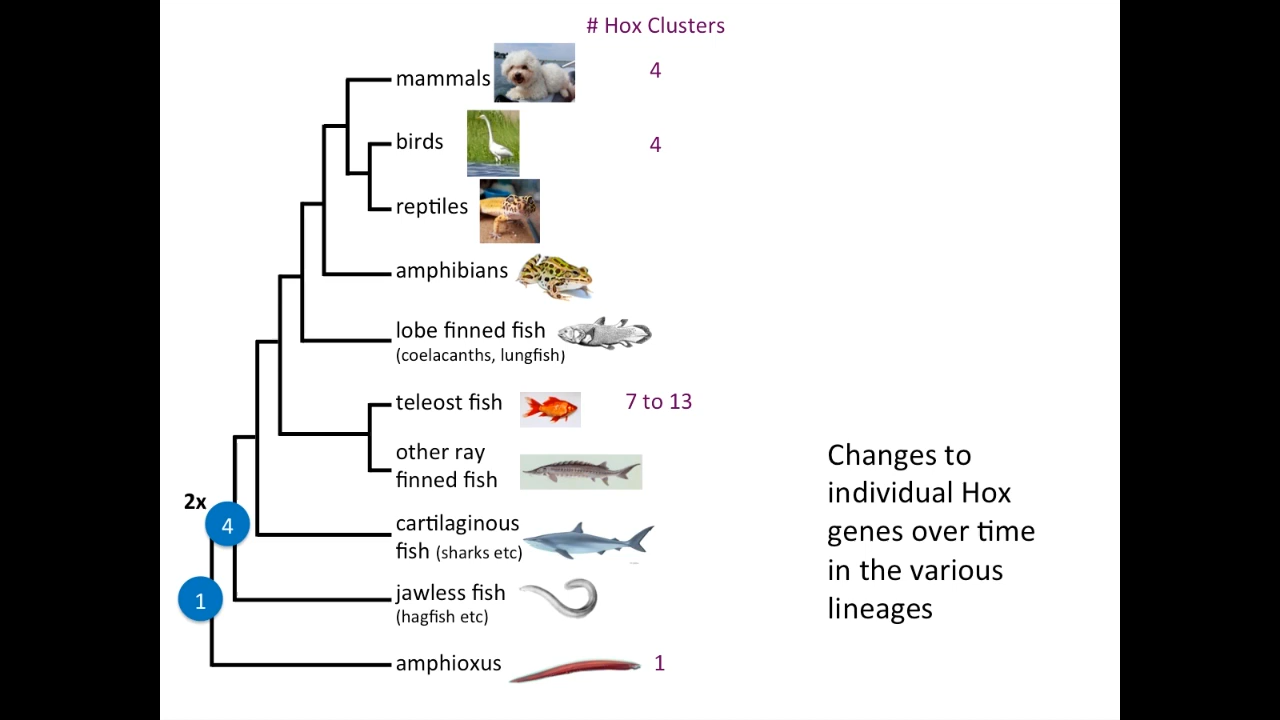 # Hox Clusters
mammals 4
birds 4
reptiles
amphibians
lobe finned fish
(coelacanths, lungfish)
teleost fish 7 to 13
other ray
finned fish
2x
4
cartilaginous
fish (sharks etc)
1
jawless fish
(hagfish etc)
amphioxus 1
Changes to
individual Hox
genes over time
in the various
lineages